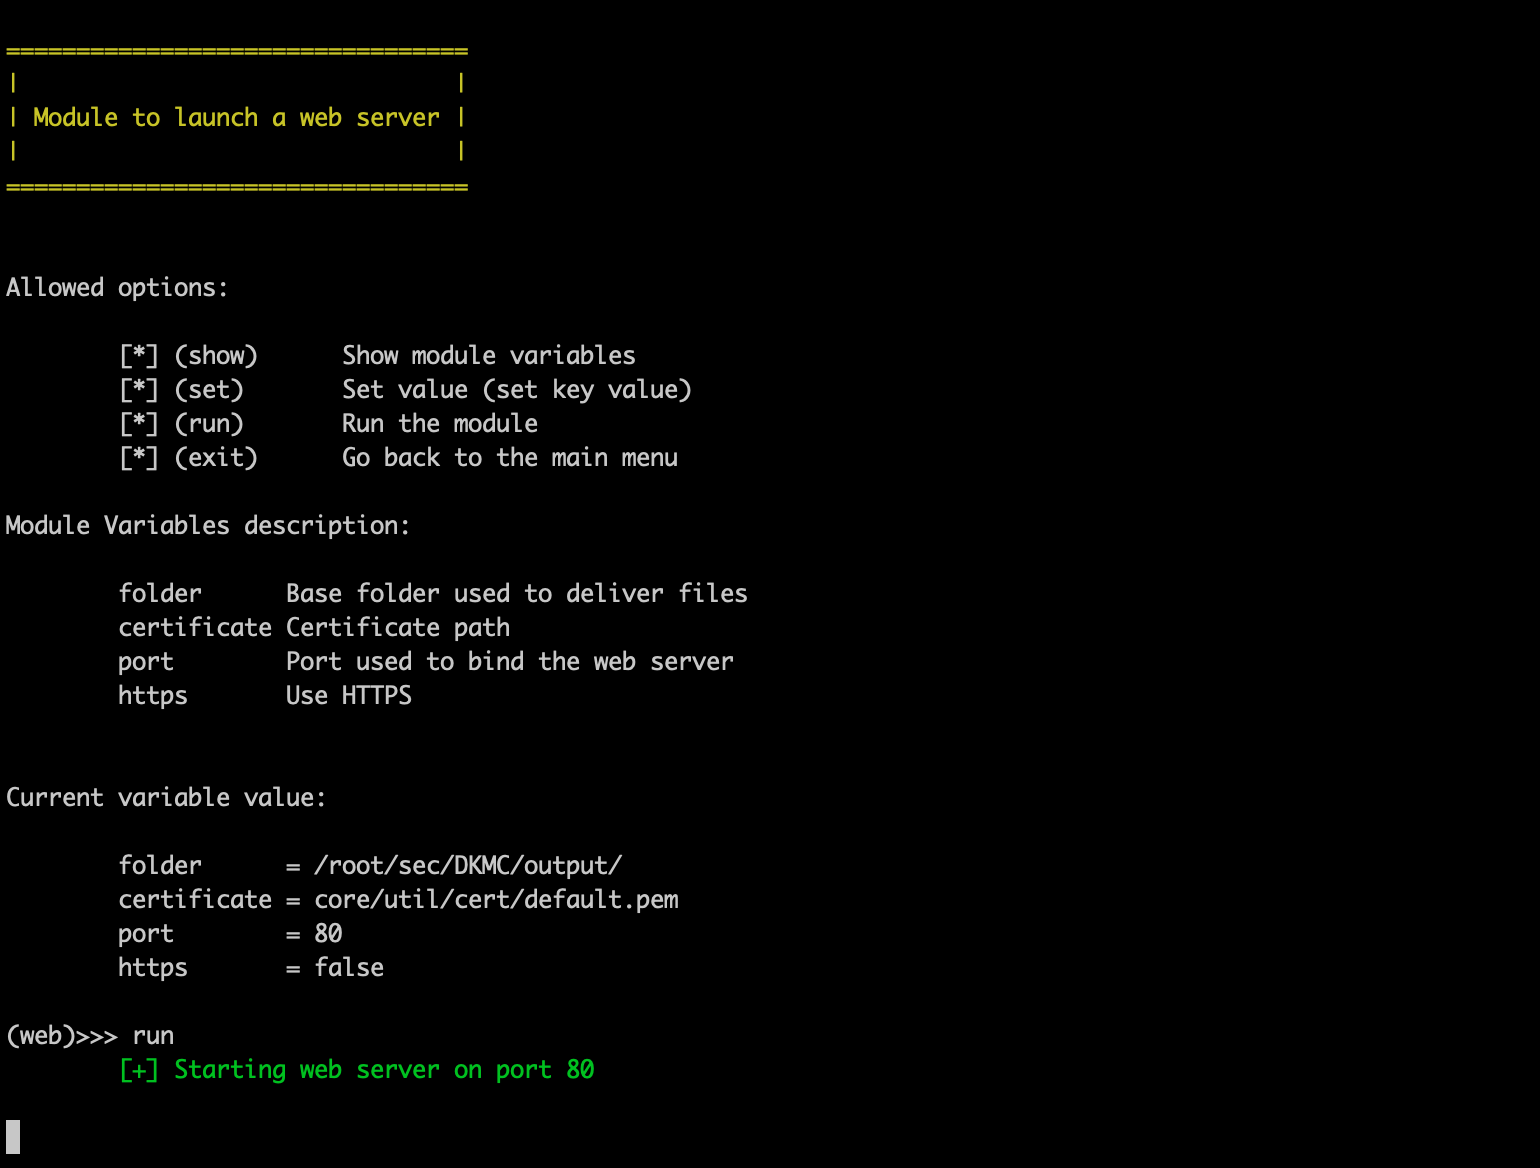 =================================
|                                |
| Module to launch a web server |
|                                |
=================================
Allowed options:
[*] (show)      Show module variables
[*] (set)       Set value (set key value)
[*] (run)       Run the module
[*] (exit)      Go back to the main menu
Module Variables description:
folder      Base folder used to deliver files
certificate Certificate path
port        Port used to bind the web server
https       Use HTTPS
Current variable value:
folder      = /root/sec/DKMC/output/
certificate = core/util/cert/default.pem
port        = 80
https       = false
(web)>>> run
[+] Starting web server on port 80